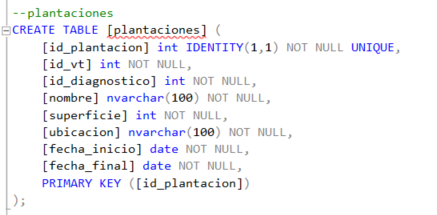 --plantaciones
CREATE TABLE [plantaciones] (
[id_plantacion] int IDENTITY(1,1) NOT NULL UNIQUE,
[id_vt] int NOT NULL,
[id_diagnostico] int NOT NULL,
[nombre] nvarchar(100) NOT NULL,
[superficie] int NOT NULL,
[ubicacion] nvarchar(100) NOT NULL,
[fecha_inicio] date NOT NULL,
[fecha_final] date NOT NULL,
PRIMARY KEY ([id_plantacion])
);